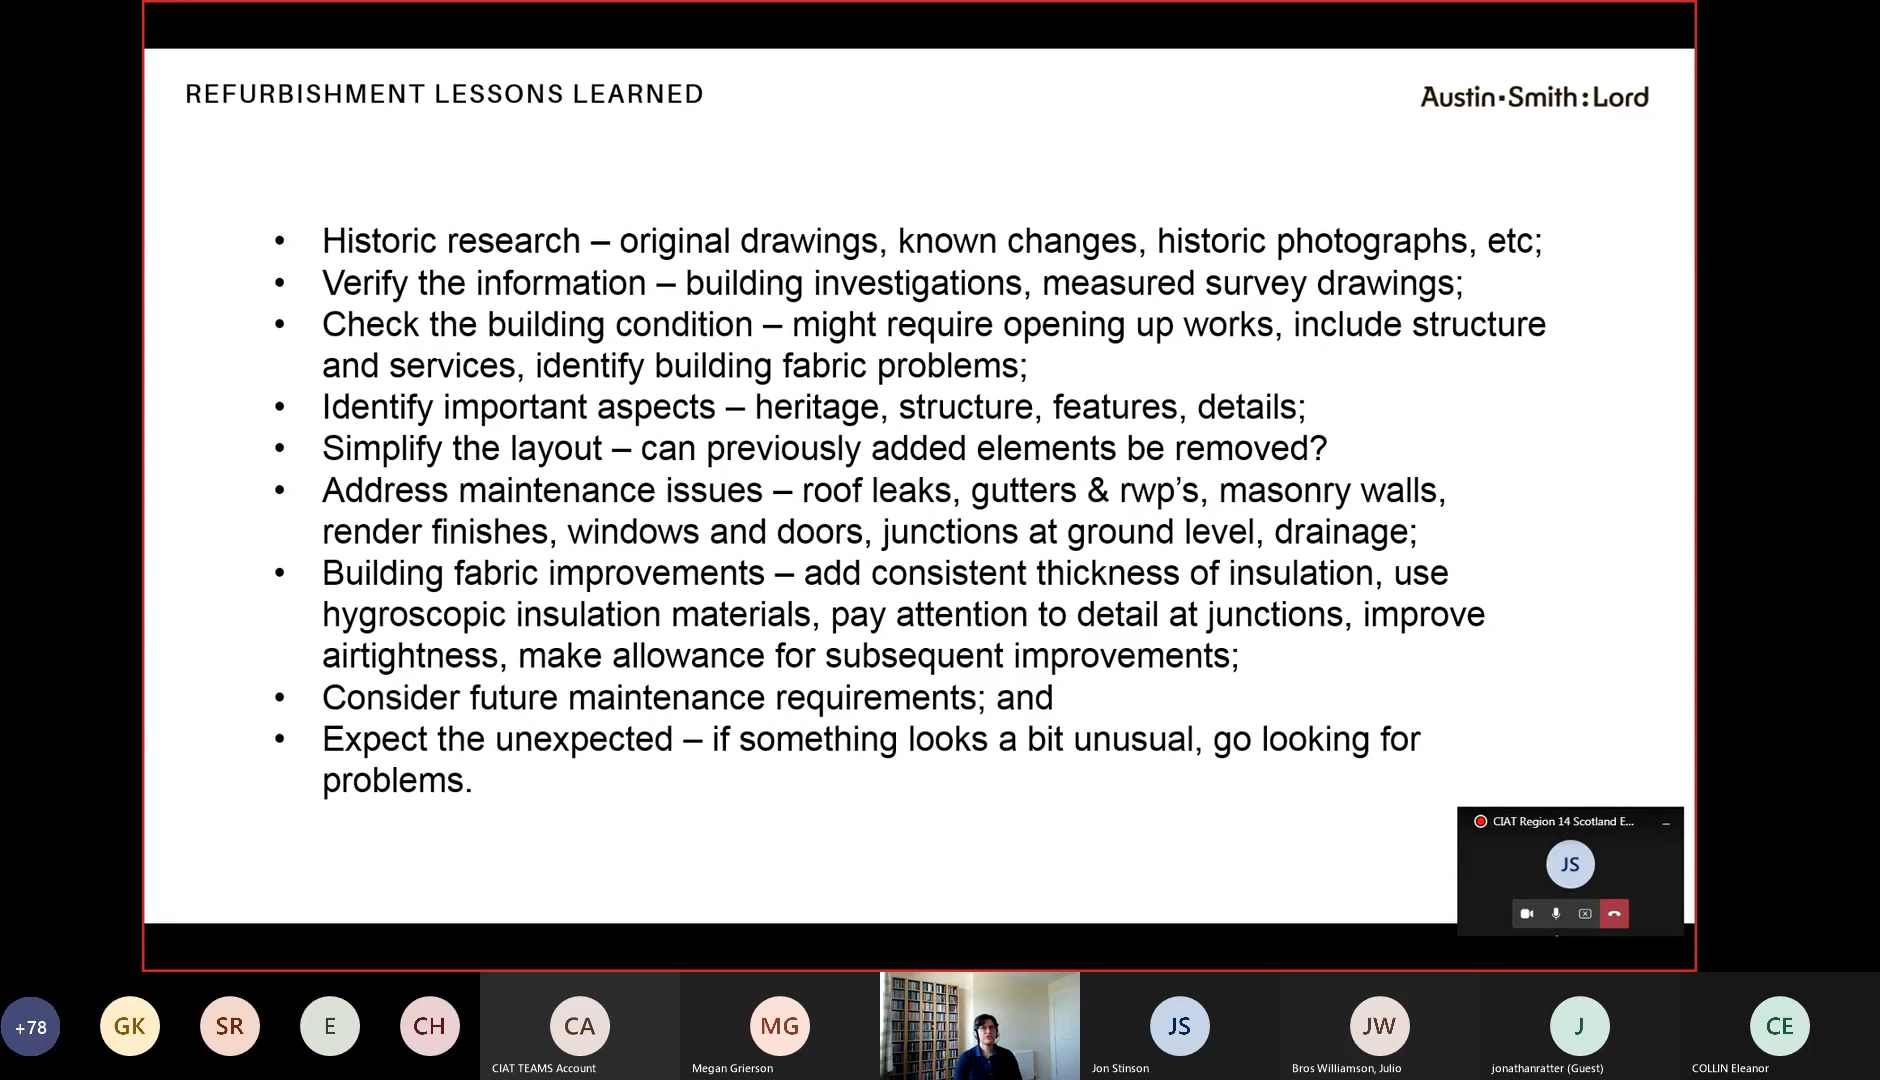 REFURBISHMENT LESSONS LEARNED
Austin·Smith:Lord
• Historic research – original drawings, known changes, historic photographs, etc;
• Verify the information – building investigations, measured survey drawings;
• Check the building condition – might require opening up works, include structure
and services, identify building fabric problems;
• Identify important aspects – heritage, structure, features, details;
• Simplify the layout – can previously added elements be removed?
• Address maintenance issues – roof leaks, gutters & rwp’s, masonry walls,
render finishes, windows and doors, junctions at ground level, drainage;
• Building fabric improvements – add consistent thickness of insulation, use
hygroscopic insulation materials, pay attention to detail at junctions, improve
airtightness, make allowance for subsequent improvements;
• Consider future maintenance requirements; and
• Expect the unexpected – if something looks a bit unusual, go looking for
problems.
CIAT Region 14 Scotland E...
JS
+78
GK
SR
E
CH
CA
MG
JS
JW
J
CE
CIAT TEAMS Account
Megan Grierson
Jon Stinson
Bros Williamson, Julio
jonathanratter (Guest)
COLLIN Eleanor